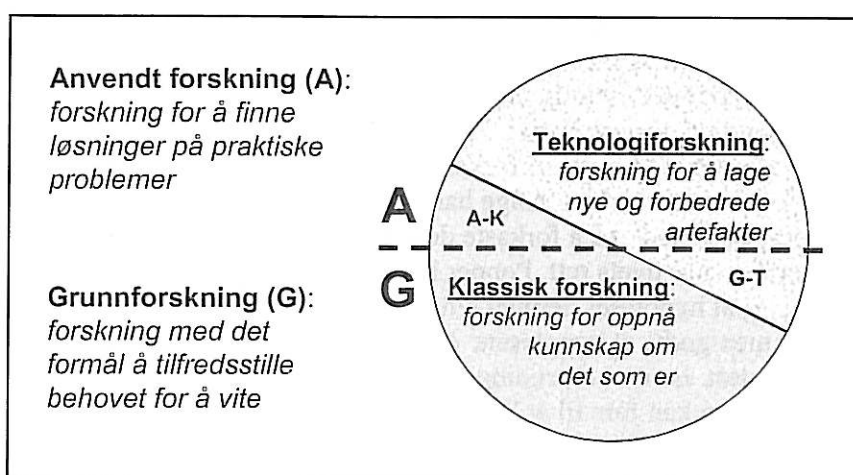 Anvendt forskning (A):
forskning for å finne
løsninger på praktiske
problemer
Grunnforskning (G):
forskning med det
formål å tilfredsstille
behovet for å vite
A
G
A-K
Teknologiforskning:
forskning for å lage
nye og forbedrede
artefakter
G-T
Klassisk forskning:
forskning for oppnå
kunnskap om
det som er